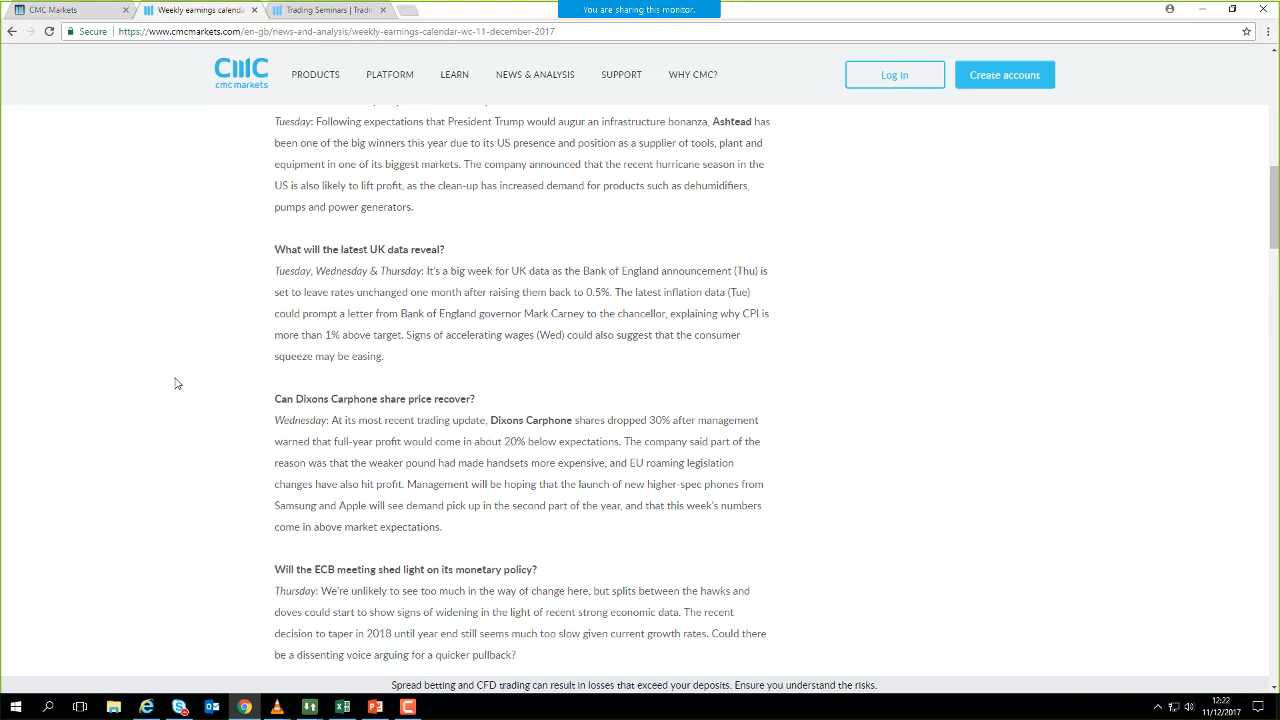 CMC Markets
Weekly earnings calenda
Trading Seminars | Tradi
You are sharing this monitor.
Secure
https://www.cmcmarkets.com/en-gb/news-and-analysis/weekly-earnings-calendar-wc-11-december-2017
cmc
cmc markets
PRODUCTS
PLATFORM
LEARN
NEWS & ANALYSIS
SUPPORT
WHY CMC?
Log in
Create account
Tuesday: Following expectations that President Trump would augur an infrastructure bonanza, Ashtead has
been one of the big winners this year due to its US presence and position as a supplier of tools, plant and
equipment in one of its biggest markets. The company announced that the recent hurricane season in the
US is also likely to lift profit, as the clean-up has increased demand for products such as dehumidifiers,
pumps and power generators.
What will the latest UK data reveal?
Tuesday, Wednesday & Thursday: It's a big week for UK data as the Bank of England announcement (Thu) is
set to leave rates unchanged one month after raising them back to 0.5%. The latest inflation data (Tue)
could prompt a letter from Bank of England governor Mark Carney to the chancellor, explaining why CPI is
more than 1% above target. Signs of accelerating wages (Wed) could also suggest that the consumer
squeeze may be easing.
Can Dixons Carphone share price recover?
Wednesday: At its most recent trading update, Dixons Carphone shares dropped 30% after management
warned that full-year profit would come in about 20% below expectations. The company said part of the
reason was that the weaker pound had made handsets more expensive, and EU roaming legislation
changes have also hit profit. Management will be hoping that the launch of new higher-spec phones from
Samsung and Apple will see demand pick up in the second part of the year, and that this week's numbers
come in above market expectations.
Will the ECB meeting shed light on its monetary policy?
Thursday: We're unlikely to see too much in the way of change here, but splits between the hawks and
doves could start to show signs of widening in the light of recent strong economic data. The recent
decision to taper in 2018 until year end still seems much too slow given current growth rates. Could there
be a dissenting voice arguing for a quicker pullback?
Spread betting and CFD trading can result in losses that exceed your deposits. Ensure you understand the risks.
12:22
11/12/2017